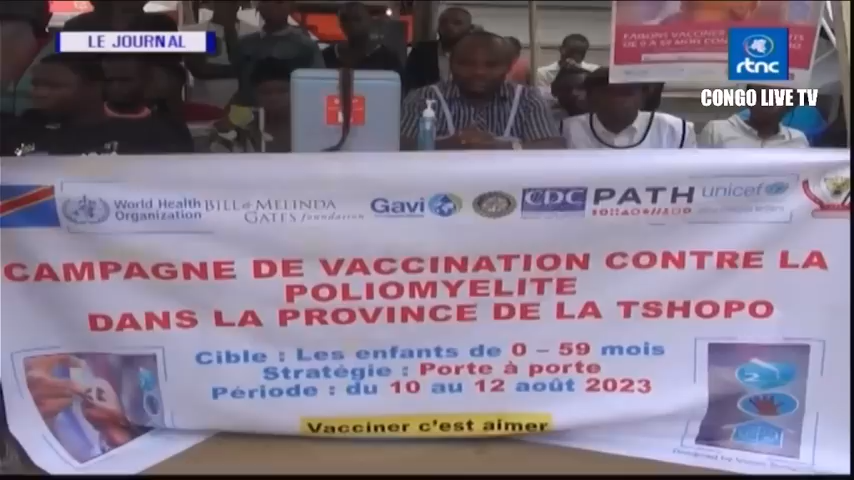 LE JOURNAL
rtnc
CONGO LIVE TV
World Health
Organization
BILL & MELINDA
GATES foundation
Gavi
CDC
PATH
unicef
CAMPAGNE DE VACCINATION CONTRE LA
POLIOMYELITE
DANS LA PROVINCE DE LA TSHOPO
Cible : Les enfants de 0 – 59 mois
Stratégie : Porte à porte
Période : du 10 au 12 août 2023
Vacciner c'est aimer